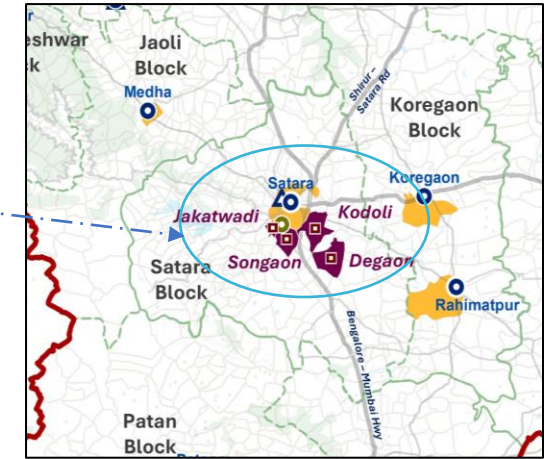 eshwar
k
Jaoli
Block
Medha
Shirur –
Satara Rd
Koregaon
Block
Satara
Koregaon
Jakatwadi
Kodoli
Songaon
Degaon
Satara
Block
Rahimatpur
Bengalore – Mumbai Hwy
Patan
Block